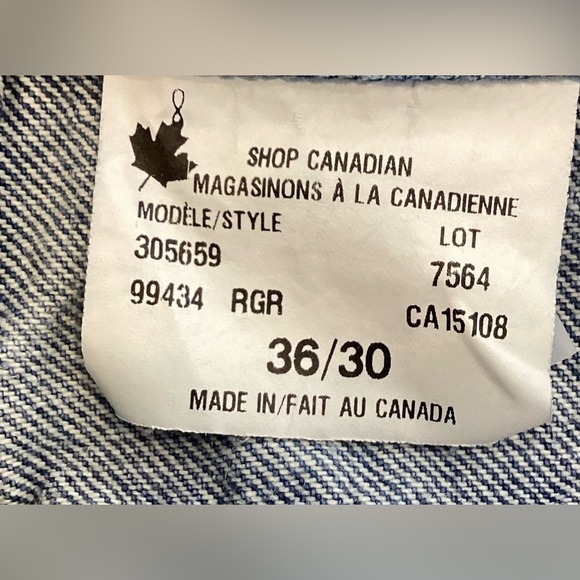 SHOP CANADIAN
MAGASINONS À LA CANADIENNE
MODÈLE/STYLE LOT
305659 7564
99434 RGR CA15108
36/30
MADE IN/FAIT AU CANADA